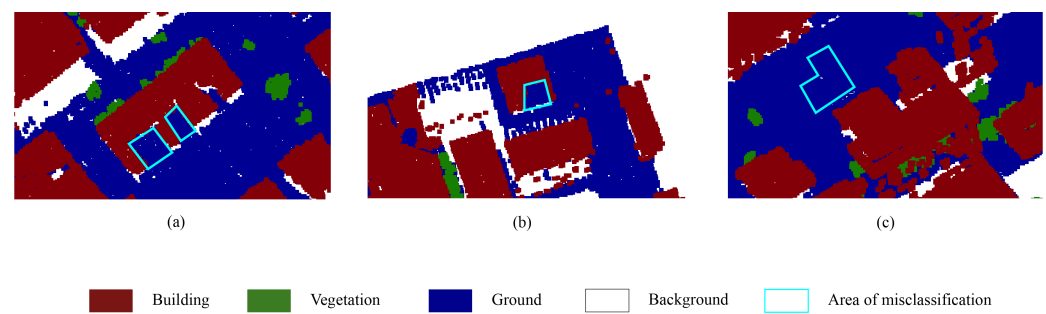 (a) (b) (c)
Building Vegetation Ground Background Area of misclassification